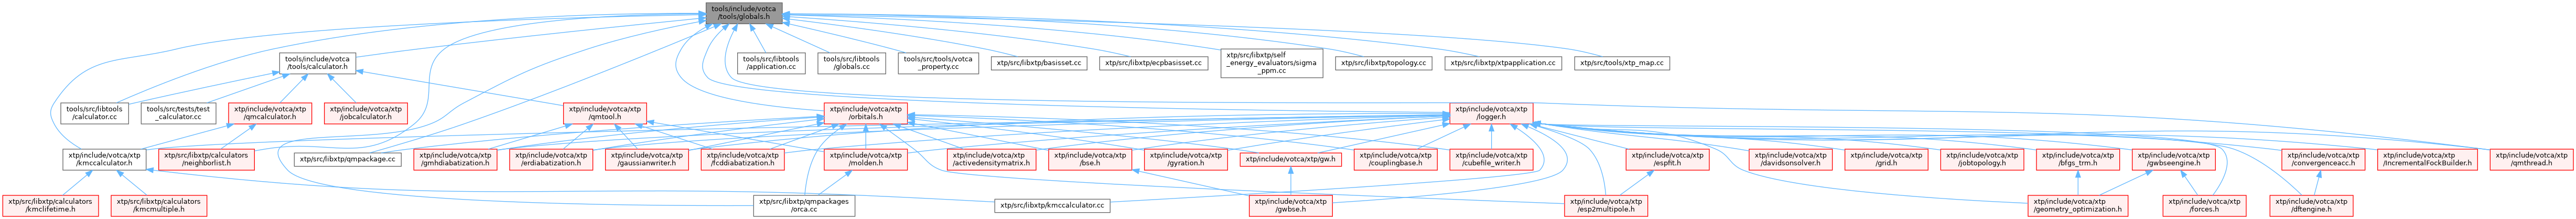 tools/include/votca
/tools/globals.h
tools/include/votca
/tools/calculator.h
tools/src/libtools
/application.cc
tools/src/libtools
/globals.cc
tools/src/tools/votca
_property.cc
xtp/src/libxtp/basisset.cc
xtp/src/libxtp/ecpbasisset.cc
xtp/src/libxtp/self
_energy_evaluators/sigma
_ppm.cc
xtp/src/libxtp/topology.cc
xtp/src/libxtp/xtpapplication.cc
xtp/src/tools/xtp_map.cc
tools/src/libtools
/calculator.cc
tools/src/tests/test
_calculator.cc
xtp/include/votca/xtp
/qmcalculator.h
xtp/include/votca/xtp
/jobcalculator.h
xtp/include/votca/xtp
/qmtool.h
xtp/include/votca/xtp
/orbitals.h
xtp/include/votca/xtp
/logger.h
xtp/include/votca/xtp
/kmccalculator.h
xtp/src/libxtp/calculators
/neighborlist.h
xtp/src/libxtp/qmpackage.cc
xtp/include/votca/xtp
/gmhdiabatization.h
xtp/include/votca/xtp
/erdiabatization.h
xtp/include/votca/xtp
/gaussianwriter.h
xtp/include/votca/xtp
/fcddiabatization.h
xtp/include/votca/xtp
/molden.h
xtp/include/votca/xtp
/activedensitymatrix.h
xtp/include/votca/xtp
/bse.h
xtp/include/votca/xtp
/gyration.h
xtp/include/votca/xtp/gw.h
xtp/include/votca/xtp
/couplingbase.h
xtp/include/votca/xtp
/cubefile_writer.h
xtp/include/votca/xtp
/espfit.h
xtp/include/votca/xtp
/davidsonsolver.h
xtp/include/votca/xtp
/grid.h
xtp/include/votca/xtp
/jobtopology.h
xtp/include/votca/xtp
/bfgs_trm.h
xtp/include/votca/xtp
/gwbseengine.h
xtp/include/votca/xtp
/convergenceacc.h
xtp/include/votca/xtp
/IncrementalFockBuilder.h
xtp/include/votca/xtp
/qmthread.h
xtp/src/libxtp/calculators
/kmclifetime.h
xtp/src/libxtp/calculators
/kmcmultiple.h
xtp/src/libxtp/qmpackages
/orca.cc
xtp/src/libxtp/kmccalculator.cc
xtp/include/votca/xtp
/gwbse.h
xtp/include/votca/xtp
/esp2multipole.h
xtp/include/votca/xtp
/geometry_optimization.h
xtp/include/votca/xtp
/forces.h
xtp/include/votca/xtp
/dftengine.h